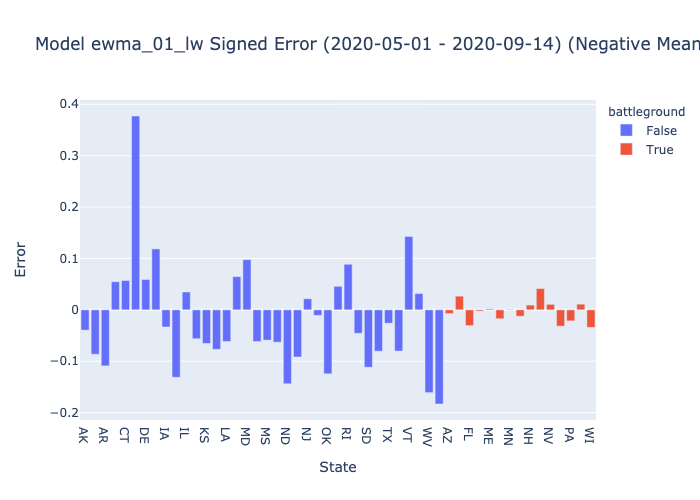 Model ewma_01_lw Signed Error (2020-05-01 - 2020-09-14) (Negative Mean
battleground
False
True
Error
0.4
0.3
0.2
0.1
0
−0.1
−0.2
AK
AR
CT
DE
IA
IL
KS
LA
MD
MS
ND
NJ
OK
RI
SD
TX
VT
WV
AZ
FL
ME
MN
NH
NV
PA
WI
State